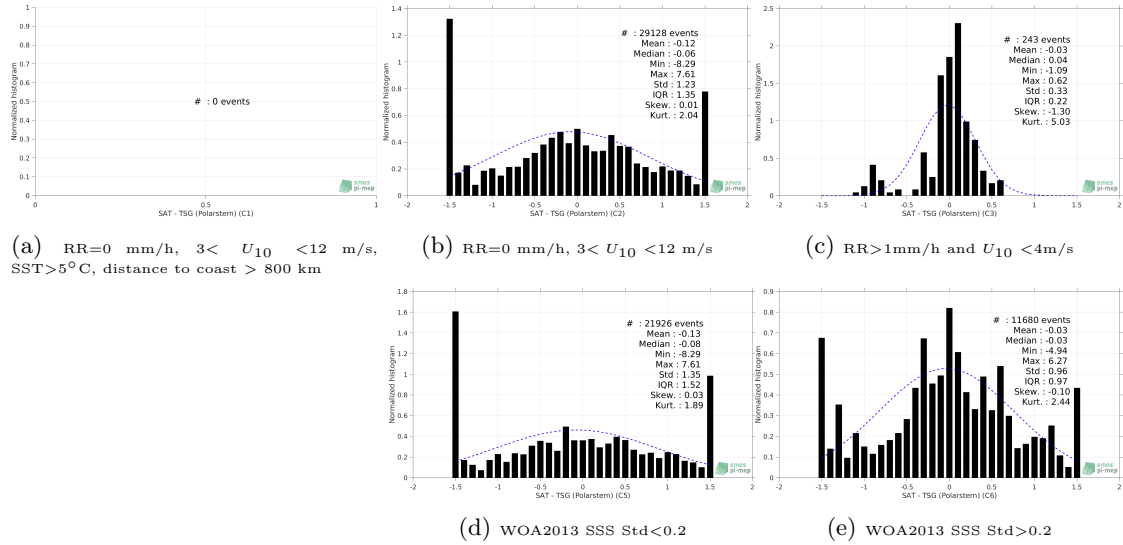 1
0.9
0.8
0.7
0.6
0.5
0.4
0.3
0.2
0.1
0
Normalized histogram
# : 0 events
smos
pi-mep
0 0.5 1
SAT - TSG (Polarstern) (C1)
(a) RR=0 mm/h, 3< U10 <12 m/s,
SST>5°C, distance to coast > 800 km
1.4
1.2
1
0.8
0.6
0.4
0.2
0
Normalized histogram
# : 29128 events
Mean : -0.12
Median : -0.06
Min : -8.29
Max : 7.61
Std : 1.23
IQR : 1.35
Skew. : 0.01
Kurt. : 2.04
smos
pi-mep
-2 -1.5 -1 -0.5 0 0.5 1 1.5 2
SAT - TSG (Polarstern) (C2)
(b) RR=0 mm/h, 3< U10 <12 m/s
2.5
2
1.5
1
0.5
0
Normalized histogram
# : 243 events
Mean : -0.03
Median : 0.04
Min : -1.09
Max : 0.62
Std : 0.33
IQR : 0.22
Skew. : -1.30
Kurt. : 5.03
smos
pi-mep
-2 -1.5 -1 -0.5 0 0.5 1 1.5 2
SAT - TSG (Polarstern) (C3)
(c) RR>1mm/h and U10 <4m/s
1.8
1.6
1.4
1.2
1
0.8
0.6
0.4
0.2
0
Normalized histogram
# : 21926 events
Mean : -0.13
Median : -0.08
Min : -8.29
Max : 7.61
Std : 1.35
IQR : 1.52
Skew. : 0.03
Kurt. : 1.89
smos
pi-mep
-2 -1.5 -1 -0.5 0 0.5 1 1.5 2
SAT - TSG (Polarstern) (C5)
(d) WOA2013 SSS Std<0.2
0.9
0.8
0.7
0.6
0.5
0.4
0.3
0.2
0.1
0
Normalized histogram
# : 11680 events
Mean : -0.03
Median : -0.03
Min : -4.94
Max : 6.27
Std : 0.96
IQR : 0.97
Skew. : -0.10
Kurt. : 2.44
smos
pi-mep
-2 -1.5 -1 -0.5 0 0.5 1 1.5 2
SAT - TSG (Polarstern) (C6)
(e) WOA2013 SSS Std>0.2